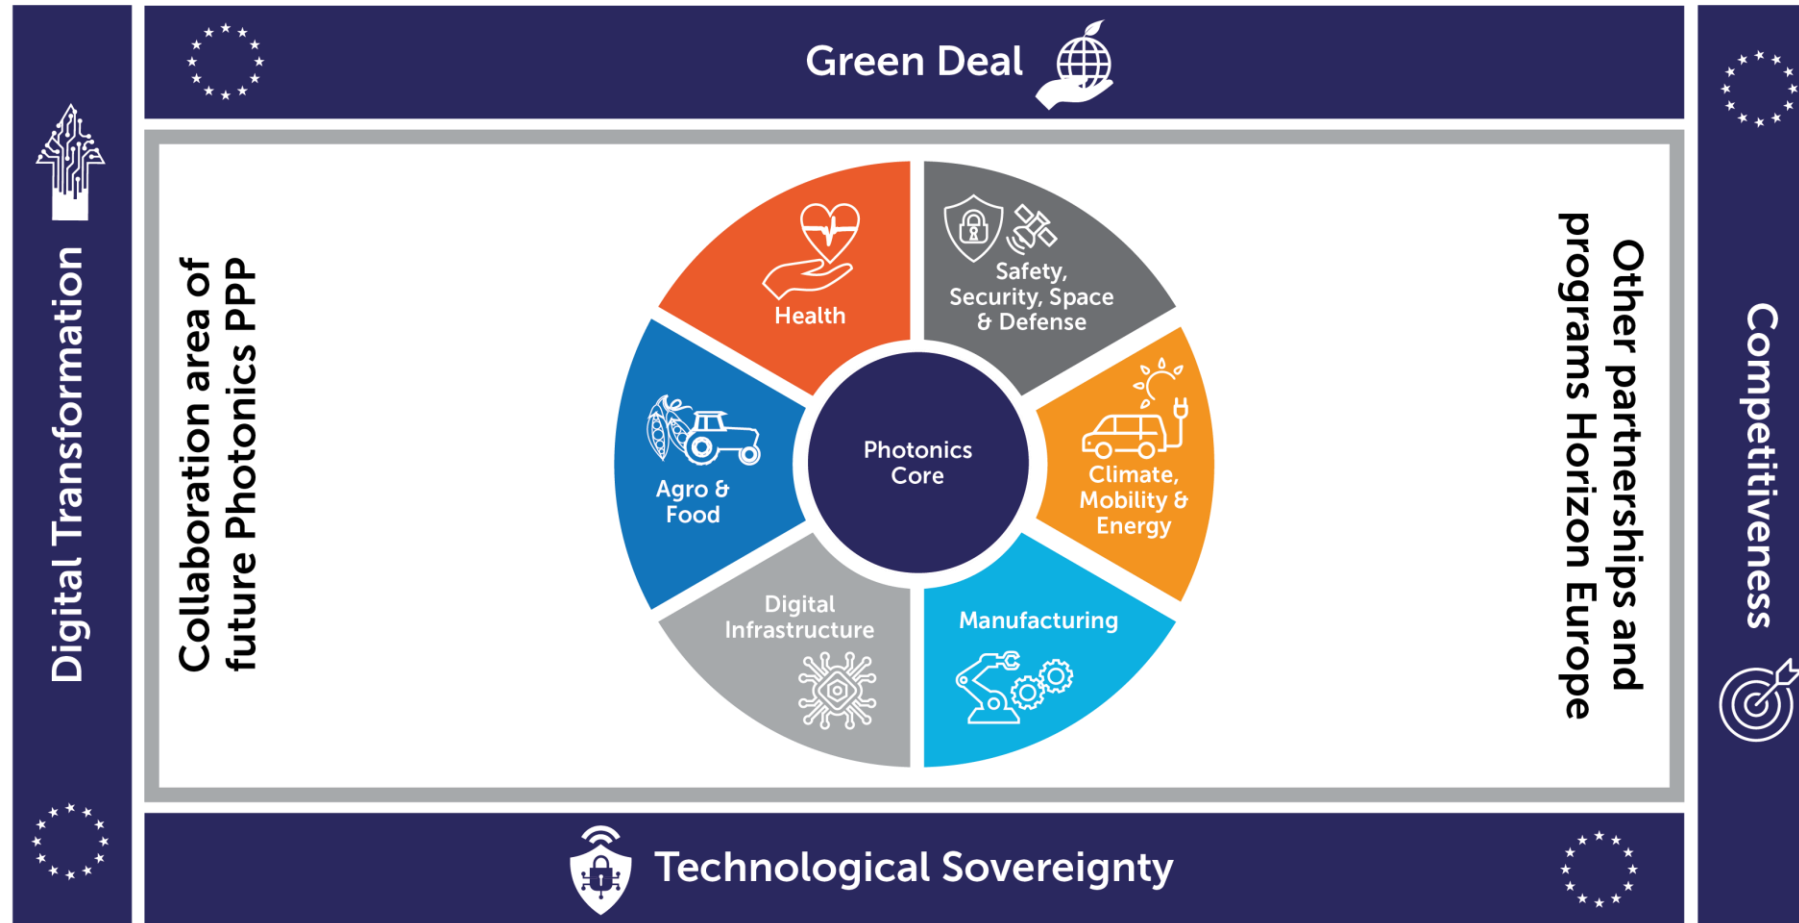 Green Deal
Digital Transformation
Collaboration area of
future Photonics PPP
Health
Safety,
Security, Space
& Defense
Agro &
Food
Photonics
Core
Climate,
Mobility &
Energy
Digital
Infrastructure
Manufacturing
Other partnerships and
programs Horizon Europe
Competitiveness
Technological Sovereignty